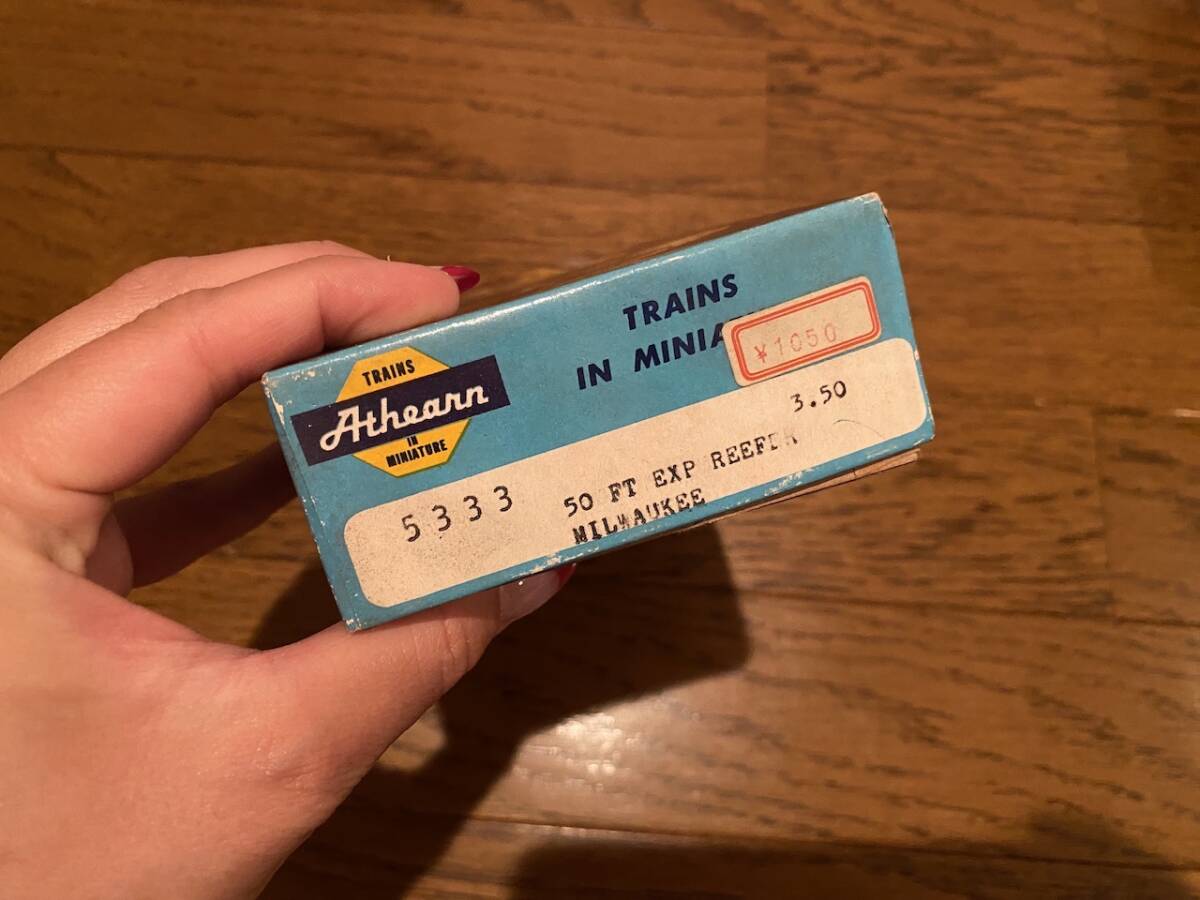 TRAINS
Athearn
IN
MINIATURE
TRAINS
IN MINIA
¥1050
3.50
5333
50 FT EXP REEFER
MILWAUKEE